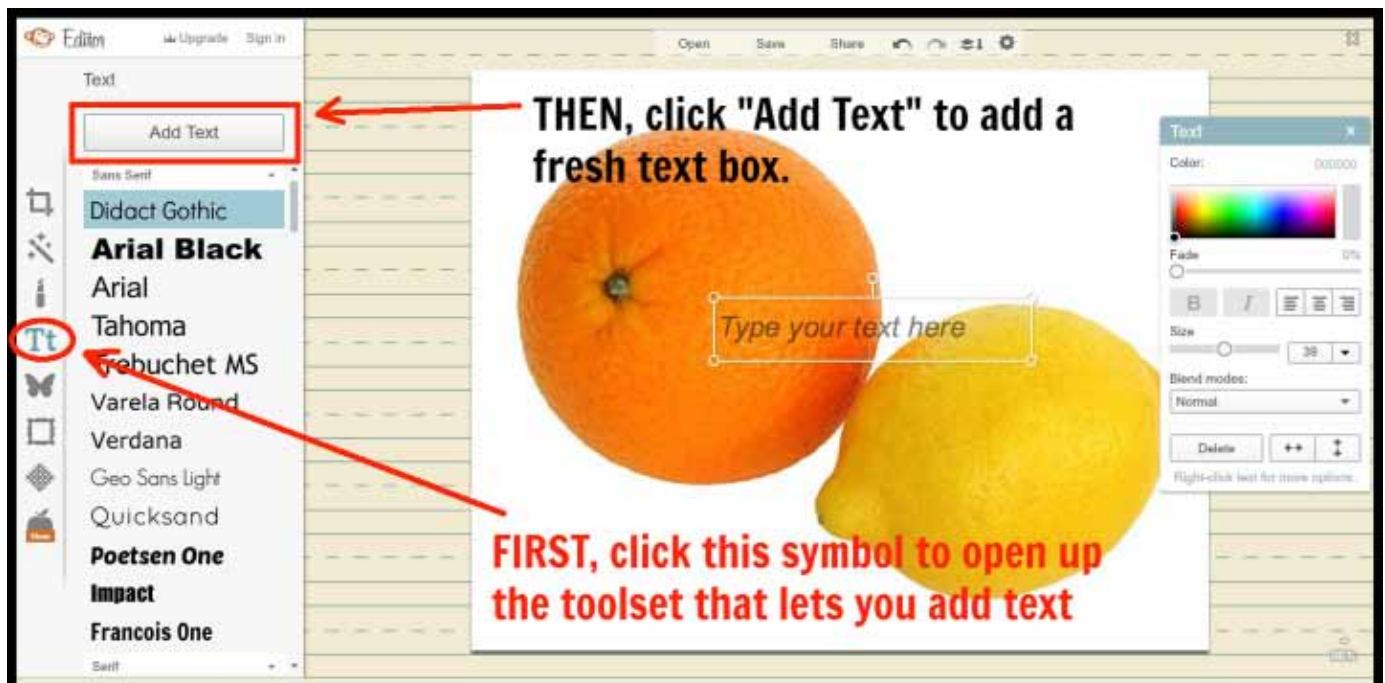 Editor Upgrade Sign in
Open Save Share
Text
Add Text
Sans Serif
Didact Gothic
Arial Black
Arial
Tahoma
Trebuchet MS
Varela Round
Verdana
Geo Sans Light
Quicksand
Poetsen One
Impact
Francois One
Serif
Tt
New
THEN, click "Add Text" to add a
fresh text box.
Type your text here
FIRST, click this symbol to open up
the toolset that lets you add text
Text x
Color: 000000
Fade 0%
B I
Size
38
Blend modes:
Normal
Delete
Right-click text for more options.